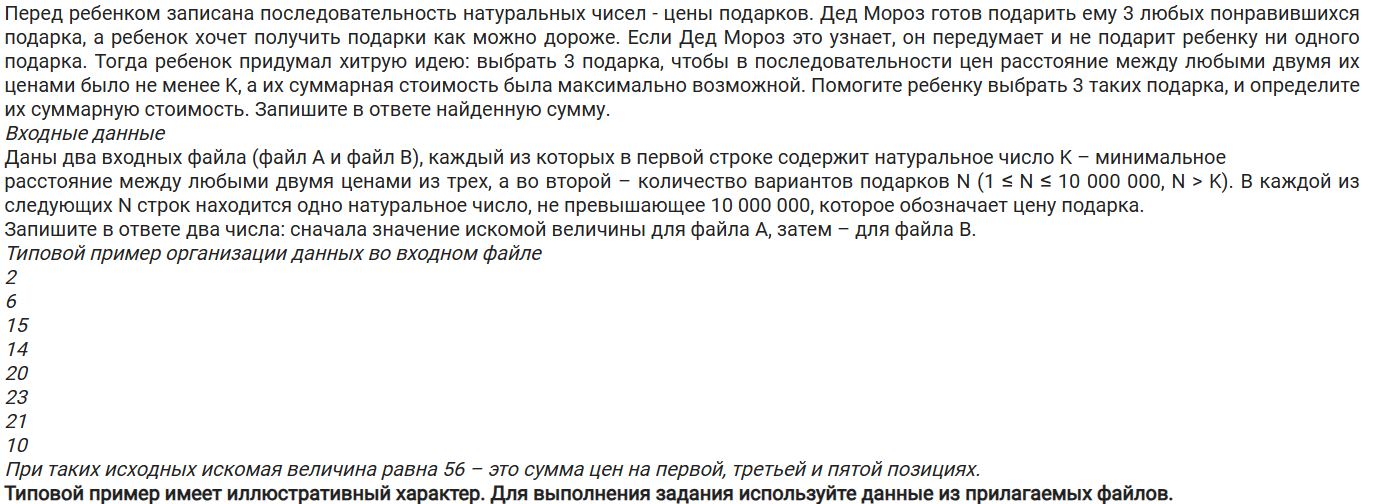 Перед ребенком записана последовательность натуральных чисел - цены подарков. Дед Мороз готов подарить ему 3 любых понравившихся
подарка, а ребенок хочет получить подарки как можно дороже. Если Дед Мороз это узнает, он передумает и не подарит ребенку ни одного
подарка. Тогда ребенок придумал хитрую идею: выбрать 3 подарка, чтобы в последовательности цен расстояние между любыми двумя их
ценами было не менее K, а их суммарная стоимость была максимально возможной. Помогите ребенку выбрать 3 таких подарка, и определите
их суммарную стоимость. Запишите в ответе найденную сумму.
Входные данные
Даны два входных файла (файл A и файл B), каждый из которых в первой строке содержит натуральное число K – минимальное
расстояние между любыми двумя ценами из трех, а во второй – количество вариантов подарков N (1 ≤ N ≤ 10 000 000, N > K). В каждой из
следующих N строк находится одно натуральное число, не превышающее 10 000 000, которое обозначает цену подарка.
Запишите в ответе два числа: сначала значение искомой величины для файла A, затем – для файла B.
Типовой пример организации данных во входном файле
2
6
15
14
20
23
21
10
При таких исходных искомая величина равна 56 – это сумма цен на первой, третьей и пятой позициях.
Типовой пример имеет иллюстративный характер. Для выполнения задания используйте данные из прилагаемых файлов.